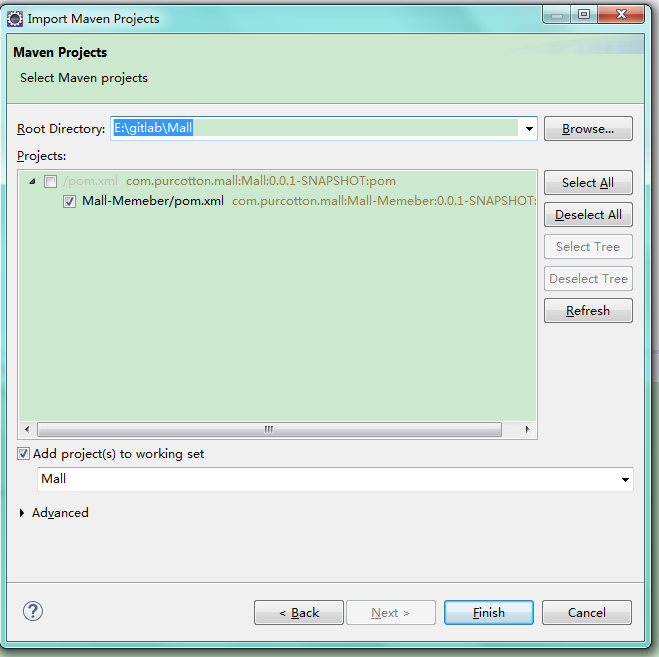 Import Maven Projects
Maven Projects
Select Maven projects
Root Directory: E:\gitlab\Mall Browse...
Projects:
/pom.xml com.purcotton.mall:Mall:0.0.1-SNAPSHOT:pom
Mall-Memeber/pom.xml com.purcotton.mall:Mall-Memeber:0.0.1-SNAPSHOT:
Select All
Deselect All
Select Tree
Deselect Tree
Refresh
Add project(s) to working set
Mall
Advanced
? < Back Next > Finish Cancel